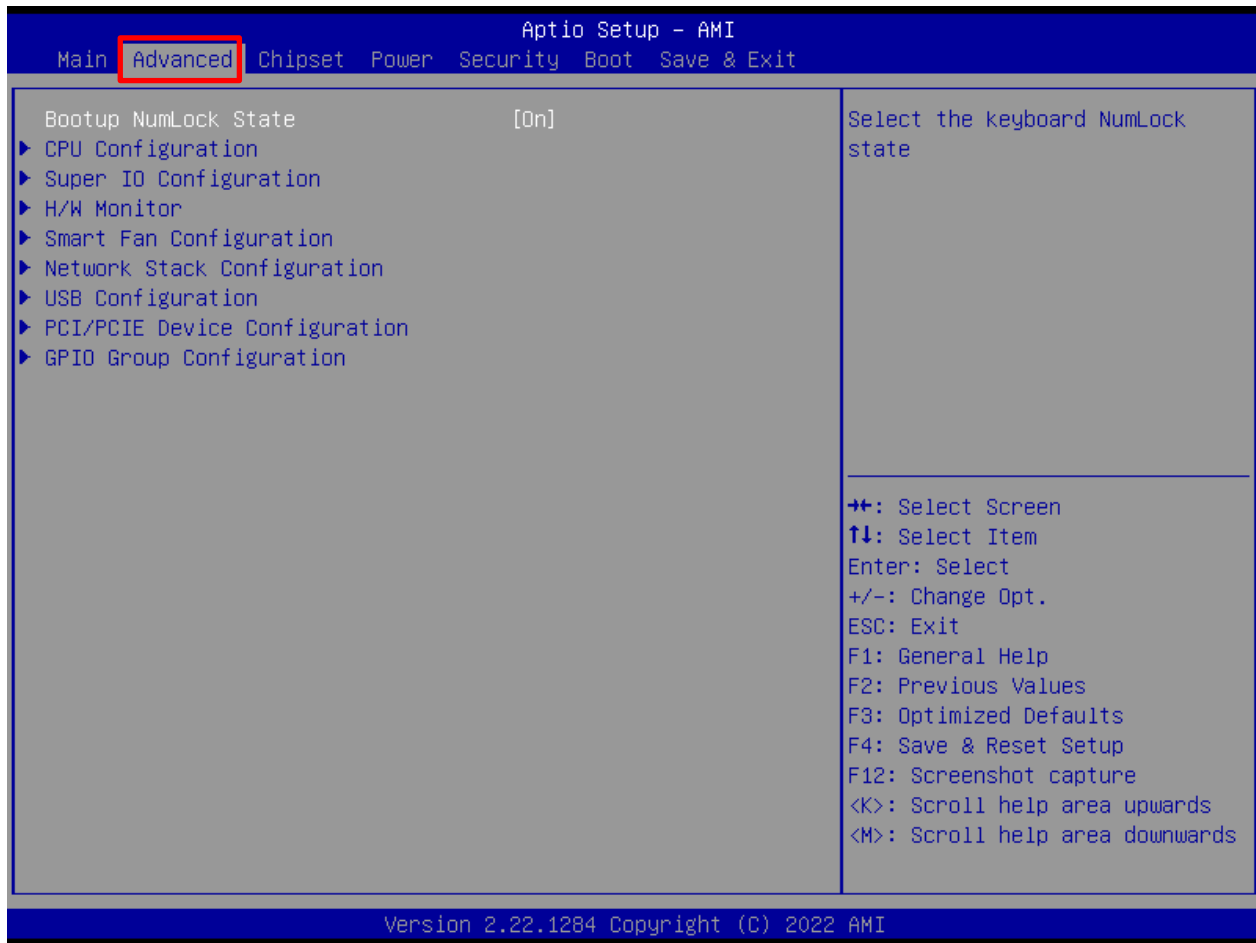 Aptio Setup – AMI
Main Advanced Chipset Power Security Boot Save & Exit
Bootup NumLock State [On]
▶ CPU Configuration
▶ Super IO Configuration
▶ H/W Monitor
▶ Smart Fan Configuration
▶ Network Stack Configuration
▶ USB Configuration
▶ PCI/PCIE Device Configuration
▶ GPIO Group Configuration
Select the keyboard NumLock
state
→←: Select Screen
↑↓: Select Item
Enter: Select
+/-: Change Opt.
ESC: Exit
F1: General Help
F2: Previous Values
F3: Optimized Defaults
F4: Save & Reset Setup
F12: Screenshot capture
<K>: Scroll help area upwards
<M>: Scroll help area downwards
Version 2.22.1284 Copyright (C) 2022 AMI